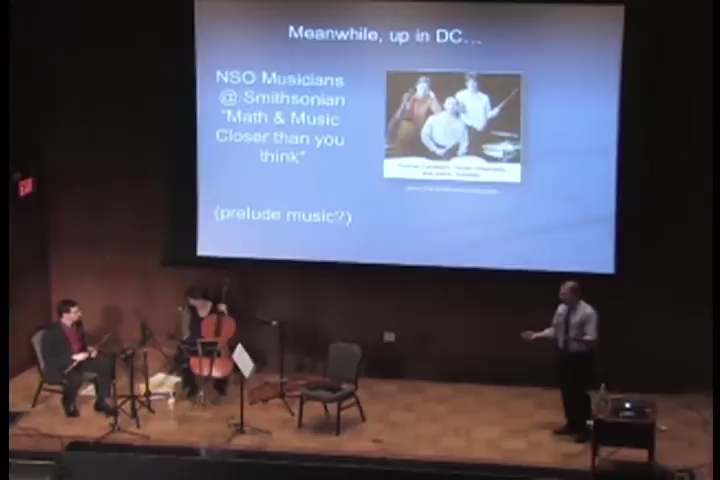 Meanwhile, up in DC...
NSO Musicians
@ Smithsonian
"Math & Music
Closer than you
think"
(prelude music?)